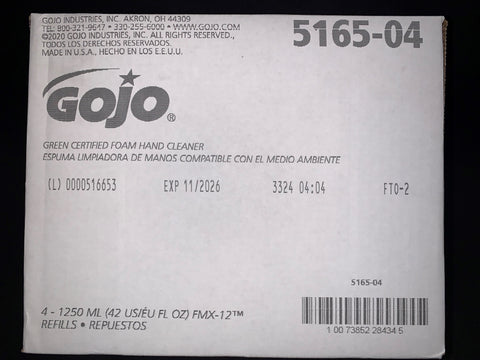 GOJO INDUSTRIES, INC. AKRON, OH 44309
TEL: 800-321-9647 • 330-255-6000 • WWW.GOJO.COM
©2020 GOJO INDUSTRIES, INC. ALL RIGHTS RESERVED.,
TODOS LOS DERECHOS RESERVADOS.
MADE IN U.S.A., HECHO EN LOS E.E.U.U.
5165-04
GOJO®
GREEN CERTIFIED FOAM HAND CLEANER
ESPUMA LIMPIADORA DE MANOS COMPATIBLE CON EL MEDIO AMBIENTE
(L) 0000516653 EXP 11/2026 3324 04:04 FTO-2
5165-04
4 - 1250 ML (42 US/ÉU FL OZ) FMX-12™
REFILLS • REPUESTOS
1 00 73852 28434 5